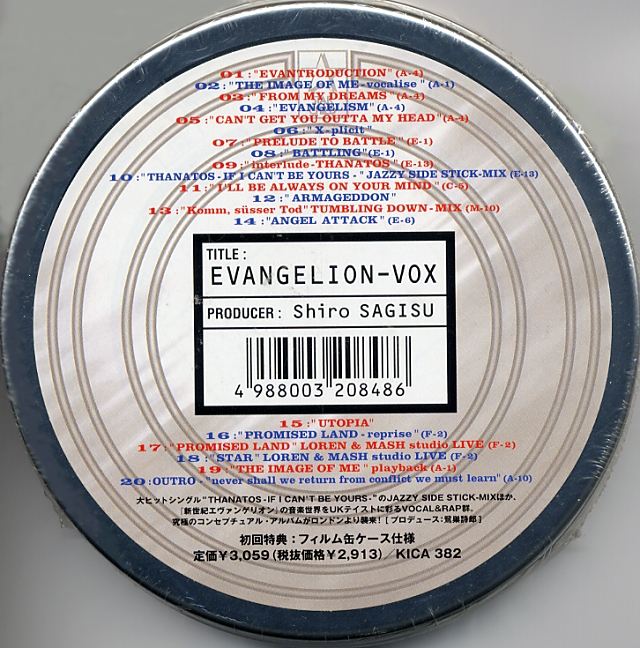 01:"EVANTRODUCTION"(A-4)
02:"THE IMAGE OF ME-vocalise"(A-1)
03:"FROM MY DREAMS"(A-4)
04:"EVANGELISM"(A-4)
05:"CAN'T GET YOU OUTTA MY HEAD"(A-4)
06:"X-plicit"
07:"PRELUDE TO BATTLE"(E-1)
08:"BATTLING"(E-1)
09:"interlude-THANATOS"(E-13)
10:"THANATOS-IF I CAN'T BE YOURS-"JAZZY SIDE STICK-MIX(E-13)
11:"I'LL BE ALWAYS ON YOUR MIND"(C-5)
12:"ARMAGEDDON"
13:"Komm, süsser Tod"TUMBLING DOWN-MIX(M-10)
14:"ANGEL ATTACK"(E-6)
TITLE:
EVANGELION-VOX
PRODUCER: Shiro SAGISU
4 988003 208486
15:"UTOPIA"
16:"PROMISED LAND-reprise"(F-2)
17:"PROMISED LAND"LOREN & MASH studio LIVE(F-2)
18:"STAR"LOREN & MASH studio LIVE(F-2)
19:"THE IMAGE OF ME"playback(A-1)
20:OUTRO-"never shall we return from conflict we must learn"(A-10)
大ヒットシングル"THANATOS-IF I CAN'T BE YOURS-"のJAZZY SIDE STICK-MIXほか、
『新世紀エヴァンゲリオン』の音楽世界をUKテイストに彩るVOCAL&RAP群。
究極のコンセプチュアル・アルバムがロンドンより襲来![プロデュース:鷺巣詩郎]
初回特典:フィルム缶ケース仕様
定価¥3,059(税抜価格¥2,913)/KICA 382